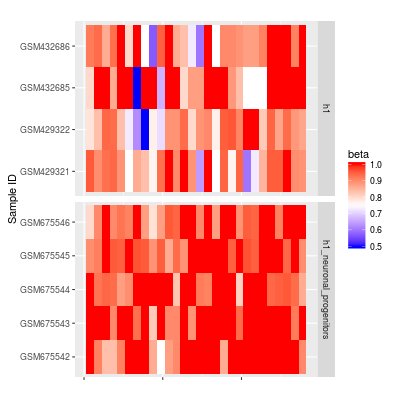 Sample ID
GSM432686
GSM432685
GSM429322
GSM429321
h1
GSM675546
GSM675545
GSM675544
GSM675543
GSM675542
h1_neuronal_progenitors
beta
1.0
0.9
0.8
0.7
0.6
0.5